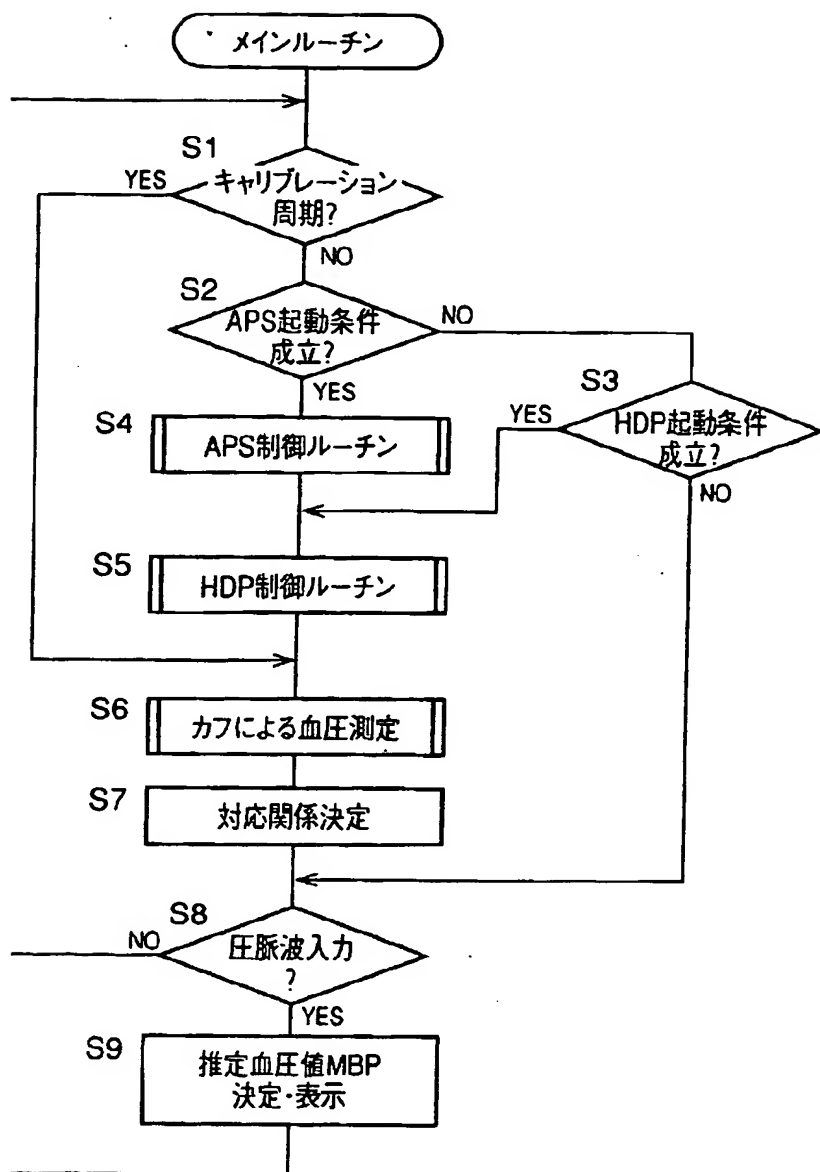 メインルーチン
S1
YES
キャリブレーション
周期?
NO
S2
APS起動条件
成立?
NO
YES
S3
YES
HDP起動条件
成立?
NO
S4
APS制御ルーチン
S5
HDP制御ルーチン
S6
カフによる血圧測定
S7
対応関係決定
S8
NO
圧脈波入力
?
YES
S9
推定血圧値MBP
決定・表示